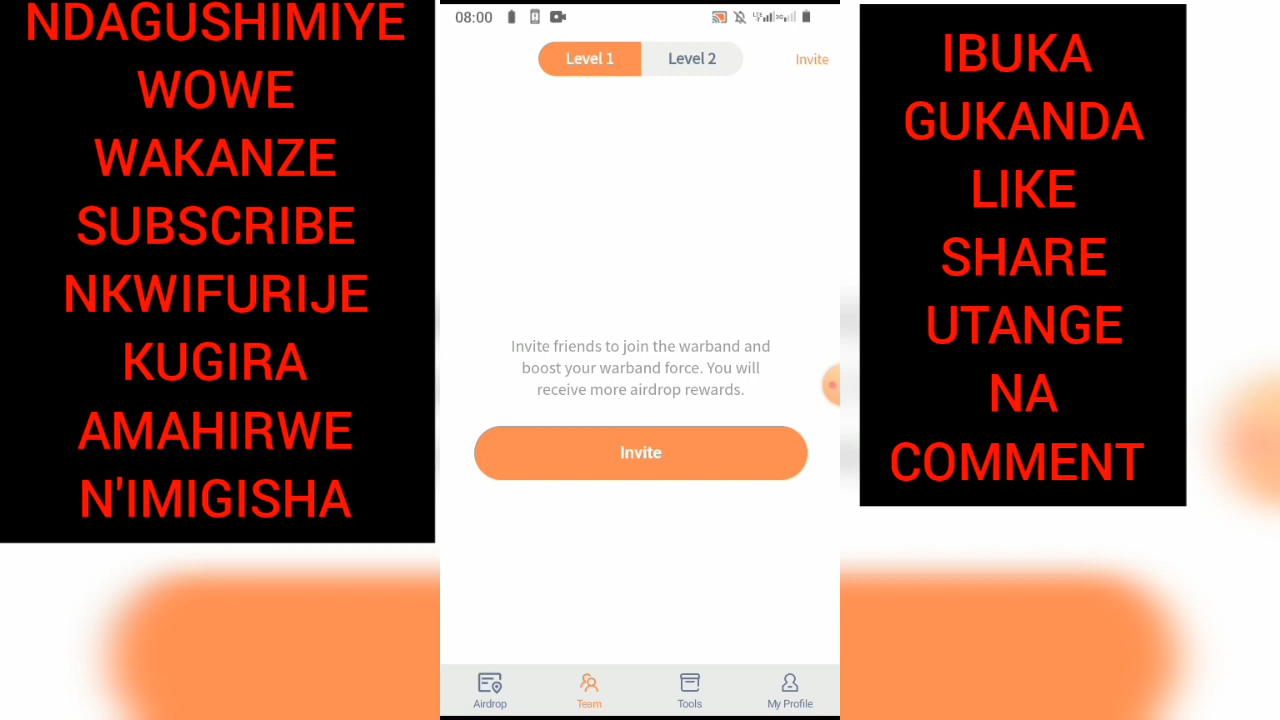 NDAGUSHIMIYE
WOWE
WAKANZE
SUBSCRIBE
NKWIFURIJE
KUGIRA
AMAHIRWE
N'IMIGISHA
08:00
Level 1
Level 2
Invite
Invite friends to join the warband and
boost your warband force. You will
receive more airdrop rewards.
Invite
Airdrop
Team
Tools
My Profile
IBUKA
GUKANDA
LIKE
SHARE
UTANGE
NA
COMMENT